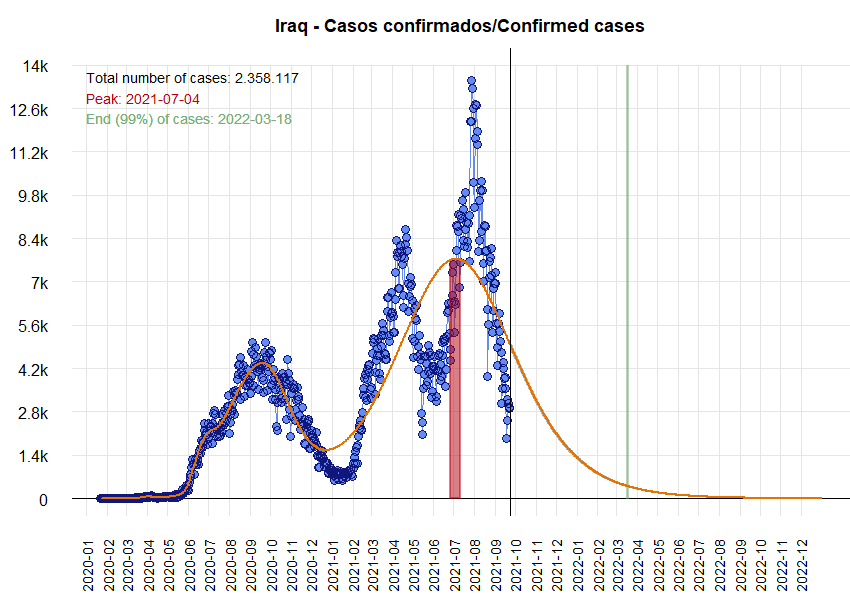 Iraq - Casos confirmados/Confirmed cases
14k
Total number of cases: 2.358.117
Peak: 2021-07-04
End (99%) of cases: 2022-03-18
12.6k
11.2k
9.8k
8.4k
7k
5.6k
4.2k
2.8k
1.4k
0
2020-01
2020-02
2020-03
2020-04
2020-05
2020-06
2020-07
2020-08
2020-09
2020-10
2020-11
2020-12
2021-01
2021-02
2021-03
2021-04
2021-05
2021-06
2021-07
2021-08
2021-09
2021-10
2021-11
2021-12
2022-01
2022-02
2022-03
2022-04
2022-05
2022-06
2022-07
2022-08
2022-09
2022-10
2022-11
2022-12